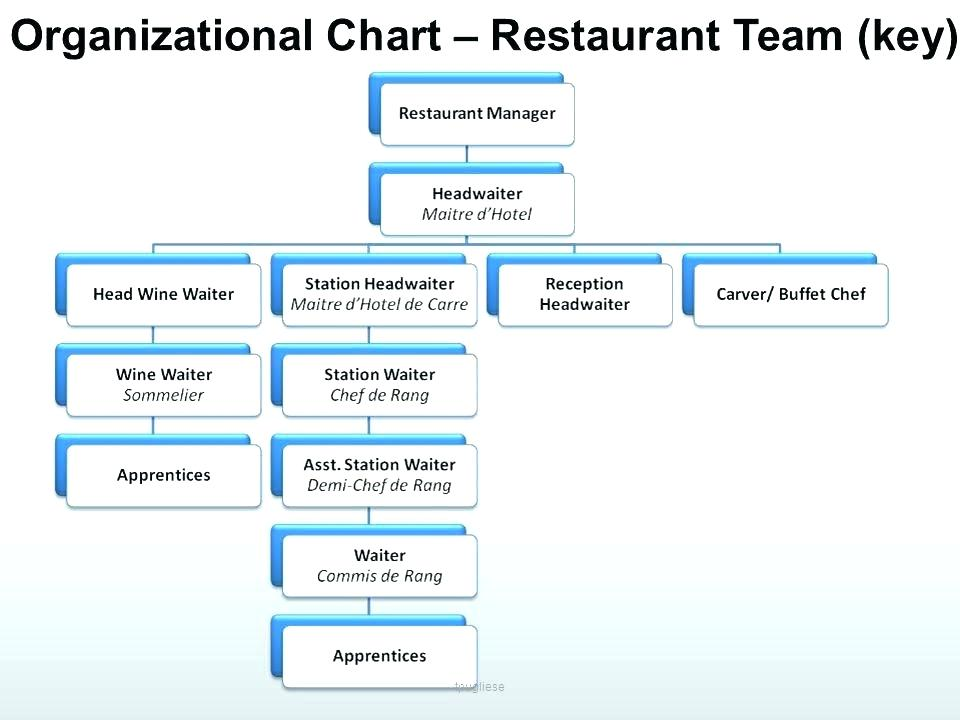 Organizational Chart – Restaurant Team (key)
Restaurant Manager
Headwaiter
Maitre d’Hotel
Head Wine Waiter
Station Headwaiter
Maitre d’Hotel de Carre
Reception
Headwaiter
Carver/ Buffet Chef
Wine Waiter
Sommelier
Station Waiter
Chef de Rang
Apprentices
Asst. Station Waiter
Demi-Chef de Rang
Waiter
Commis de Rang
Apprentices
tpugliese